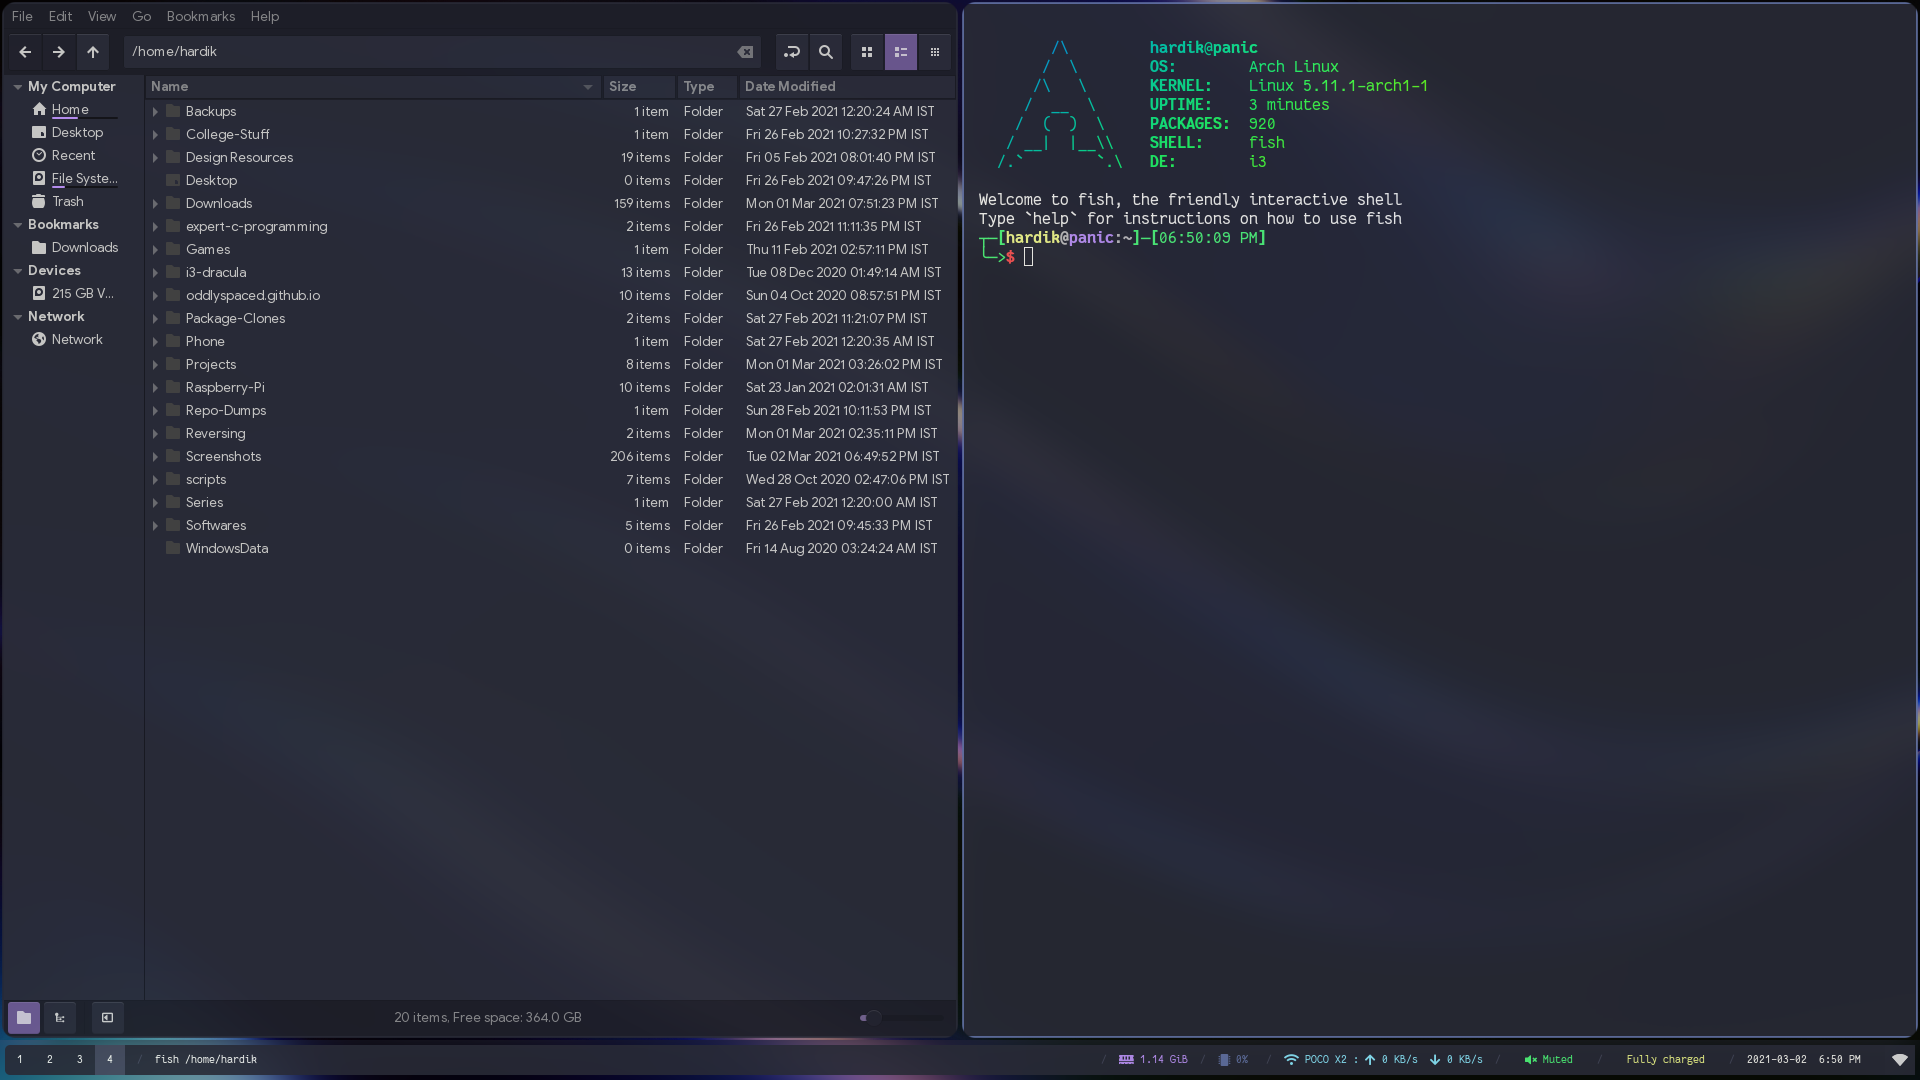 File Edit View Go Bookmarks Help
/home/hardik
My Computer
Home
Desktop
Recent
File Syste...
Trash
Bookmarks
Downloads
Devices
215 GB V...
Network
Network
Name Size Type Date Modified
Backups 1 item Folder Sat 27 Feb 2021 12:20:24 AM IST
College-Stuff 1 item Folder Fri 26 Feb 2021 10:27:32 PM IST
Design Resources 19 items Folder Fri 05 Feb 2021 08:01:40 PM IST
Desktop 0 items Folder Fri 26 Feb 2021 09:47:26 PM IST
Downloads 159 items Folder Mon 01 Mar 2021 07:51:23 PM IST
expert-c-programming 2 items Folder Fri 26 Feb 2021 11:11:35 PM IST
Games 1 item Folder Thu 11 Feb 2021 02:57:11 PM IST
i3-dracula 13 items Folder Tue 08 Dec 2020 01:49:14 AM IST
oddlyspaced.github.io 10 items Folder Sun 04 Oct 2020 08:57:51 PM IST
Package-Clones 2 items Folder Sat 27 Feb 2021 11:21:07 PM IST
Phone 1 item Folder Sat 27 Feb 2021 12:20:35 AM IST
Projects 8 items Folder Mon 01 Mar 2021 03:26:02 PM IST
Raspberry-Pi 10 items Folder Sat 23 Jan 2021 02:01:31 AM IST
Repo-Dumps 1 item Folder Sun 28 Feb 2021 10:11:53 PM IST
Reversing 2 items Folder Mon 01 Mar 2021 02:35:11 PM IST
Screenshots 206 items Folder Tue 02 Mar 2021 06:49:52 PM IST
scripts 7 items Folder Wed 28 Oct 2020 02:47:06 PM IST
Series 1 item Folder Sat 27 Feb 2021 12:20:00 AM IST
Softwares 5 items Folder Fri 26 Feb 2021 09:45:33 PM IST
WindowsData 0 items Folder Fri 14 Aug 2020 03:24:24 AM IST
20 items, Free space: 364.0 GB
hardik@panic
OS: Arch Linux
KERNEL: Linux 5.11.1-arch1-1
UPTIME: 3 minutes
PACKAGES: 920
SHELL: fish
DE: i3
Welcome to fish, the friendly interactive shell
Type `help` for instructions on how to use fish
┬─[hardik@panic:~]─[06:50:09 PM]
╰─>$
1 2 3 4 / fish /home/hardik
/ 1.14 GiB / 0% / POCO X2 : ↑ 0 KB/s ↓ 0 KB/s / Muted / Fully charged / 2021-03-02 6:50 PM